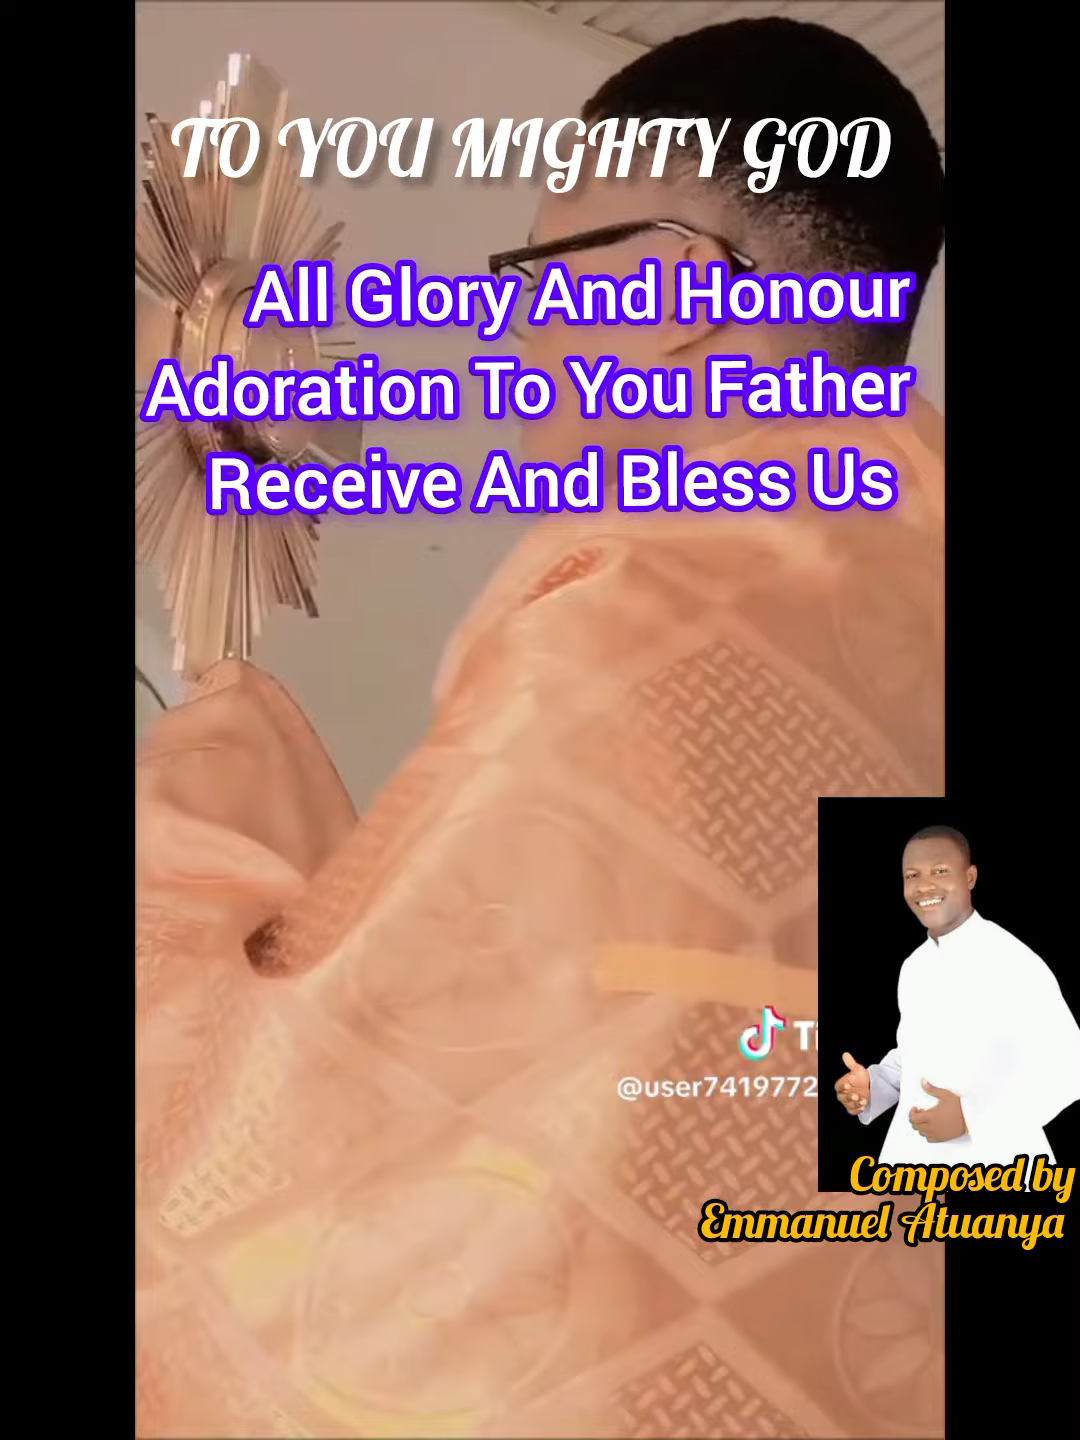 TO YOU MIGHTY GOD
All Glory And Honour
Adoration To You Father
Receive And Bless Us
@user7419772
Composed by
Emmanuel Atuanya